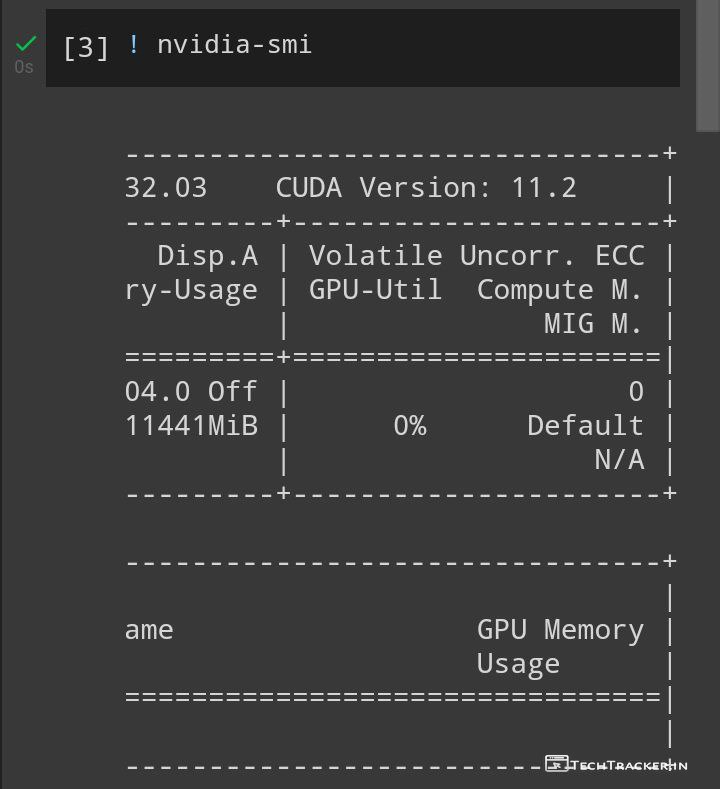 [3] ! nvidia-smi
0s
--------------------------------+
32.03    CUDA Version: 11.2     |
---------+----------------------+
  Disp.A | Volatile Uncorr. ECC |
ry-Usage | GPU-Util  Compute M. |
         |               MIG M. |
=========+======================|
04.0 Off |                    0 |
11441MiB |      0%      Default |
         |                  N/A |
---------+----------------------+
--------------------------------+
                                |
ame                  GPU Memory |
                     Usage      |
================================|
                                |
--------------------------------+
TECHTRACKER.IN